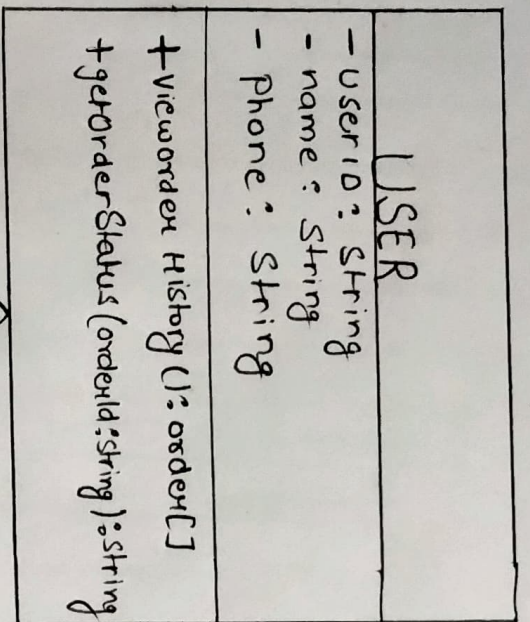 USER
- userID : String
- name : String
- Phone : String
+ vieworder History () : order[]
+ getOrderStatus (orderId : string) : String